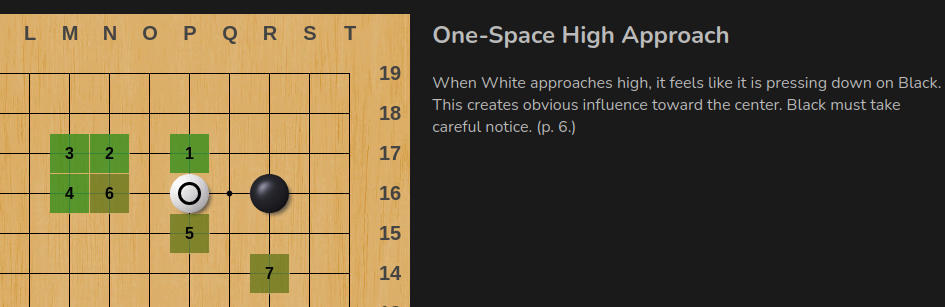 L M N O P Q R S T
One-Space High Approach
19
When White approaches high, it feels like it is pressing down on Black.
This creates obvious influence toward the center. Black must take
18
careful notice. (p. 6.)
3 2 1 17
4 6 16
5 15
7 14